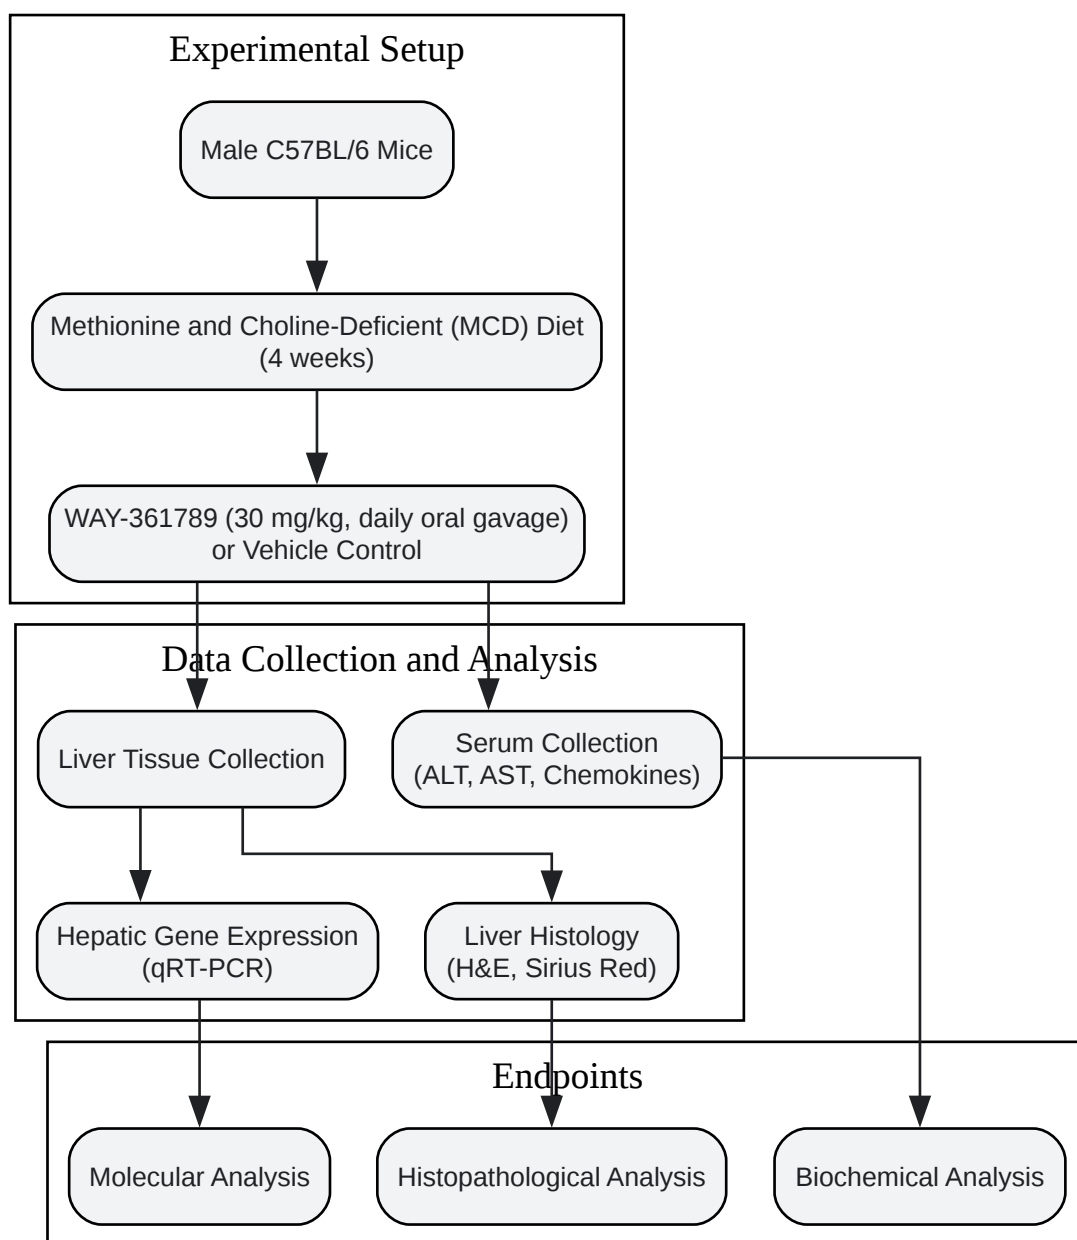 Experimental Setup
Male C57BL/6 Mice
Methionine and Choline-Deficient (MCD) Diet
(4 weeks)
WAY-361789 (30 mg/kg, daily oral gavage)
or Vehicle Control
Data Collection and Analysis
Liver Tissue Collection
Serum Collection
(ALT, AST, Chemokines)
Hepatic Gene Expression
(qRT-PCR)
Liver Histology
(H&E, Sirius Red)
Endpoints
Molecular Analysis
Histopathological Analysis
Biochemical Analysis